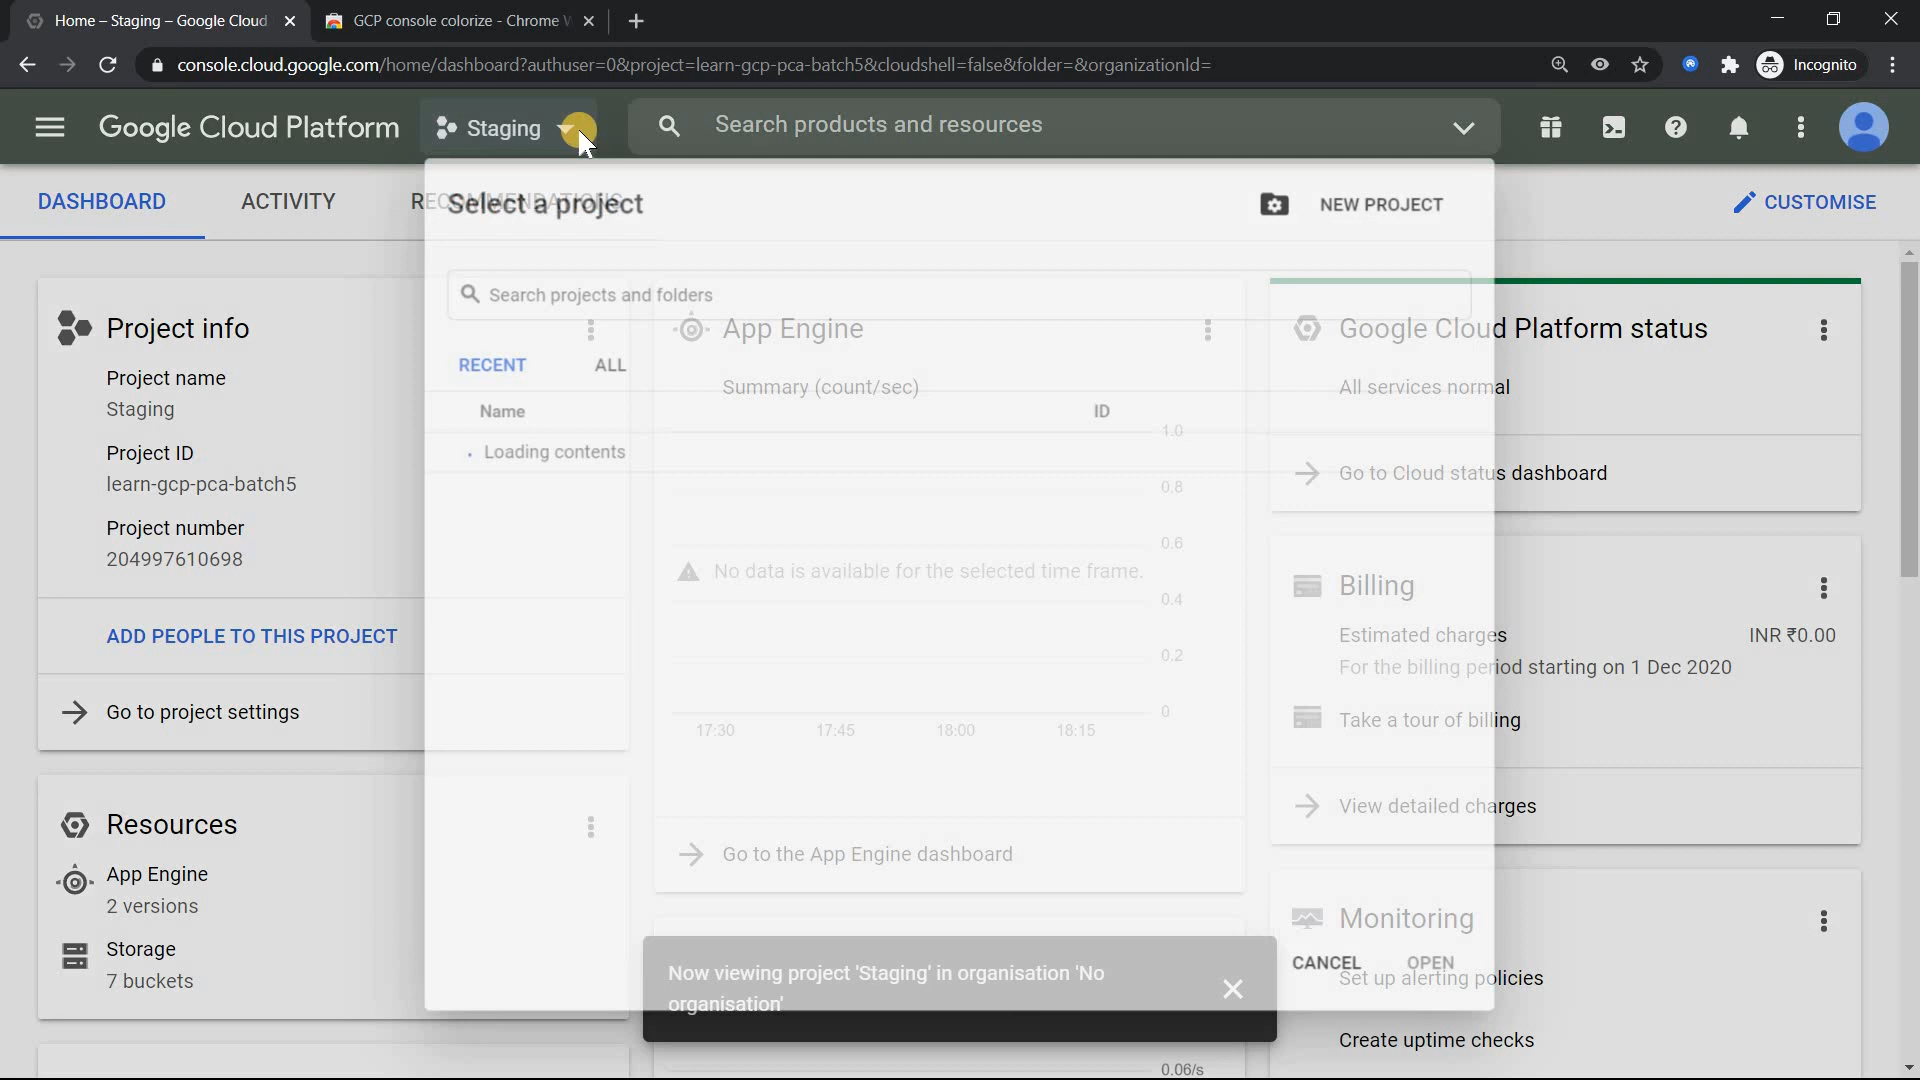 Home – Staging – Google Cloud
GCP console colorize - Chrome W
console.cloud.google.com/home/dashboard?authuser=0&project=learn-gcp-pca-batch5&cloudshell=false&folder=&organizationId=
Incognito
Google Cloud Platform
Staging
Search products and resources
DASHBOARD
ACTIVITY
RECOMMENDATIONS
CUSTOMISE
Select a project
NEW PROJECT
Search projects and folders
RECENT
ALL
Name
ID
Loading contents
CANCEL
OPEN
Project info
Project name
Staging
Project ID
learn-gcp-pca-batch5
Project number
204997610698
ADD PEOPLE TO THIS PROJECT
Go to project settings
Resources
App Engine
2 versions
Storage
7 buckets
App Engine
Summary (count/sec)
1.0
0.8
0.6
No data is available for the selected time frame.
0.4
0.2
0
17:30
17:45
18:00
18:15
Go to the App Engine dashboard
0.06/s
Google Cloud Platform status
All services normal
Go to Cloud status dashboard
Billing
Estimated charges
INR ₹0.00
For the billing period starting on 1 Dec 2020
Take a tour of billing
View detailed charges
Monitoring
Set up alerting policies
Create uptime checks
Now viewing project 'Staging' in organisation 'No
organisation'